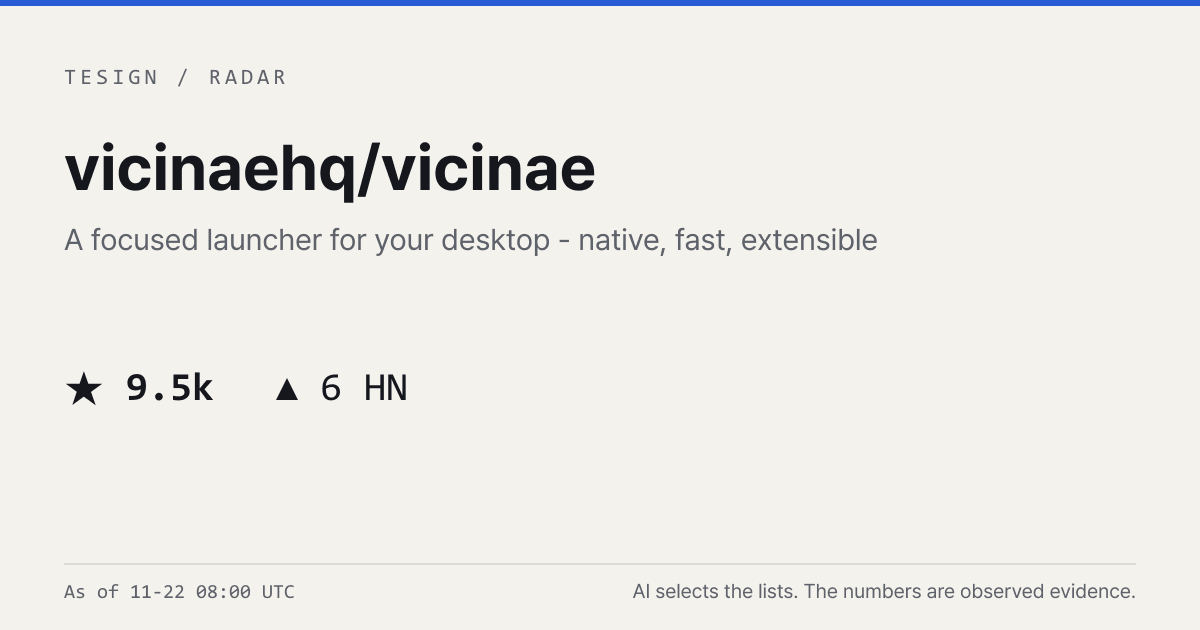 TESIGN / RADAR
vicinaehq/vicinae
A focused launcher for your desktop - native, fast, extensible
★ 9.5k ▲ 6 HN
As of 11-22 08:00 UTC
AI selects the lists. The numbers are observed evidence.